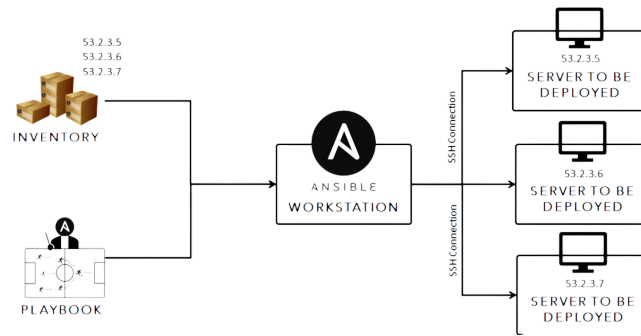 53.2.3.5
53.2.3.6
53.2.3.7
INVENTORY
PLAYBOOK
A
ANSIBLE
WORKSTATION
SSH Connection
SSH Connection
53.2.3.5
SERVER TO BE
DEPLOYED
53.2.3.6
SERVER TO BE
DEPLOYED
53.2.3.7
SERVER TO BE
DEPLOYED